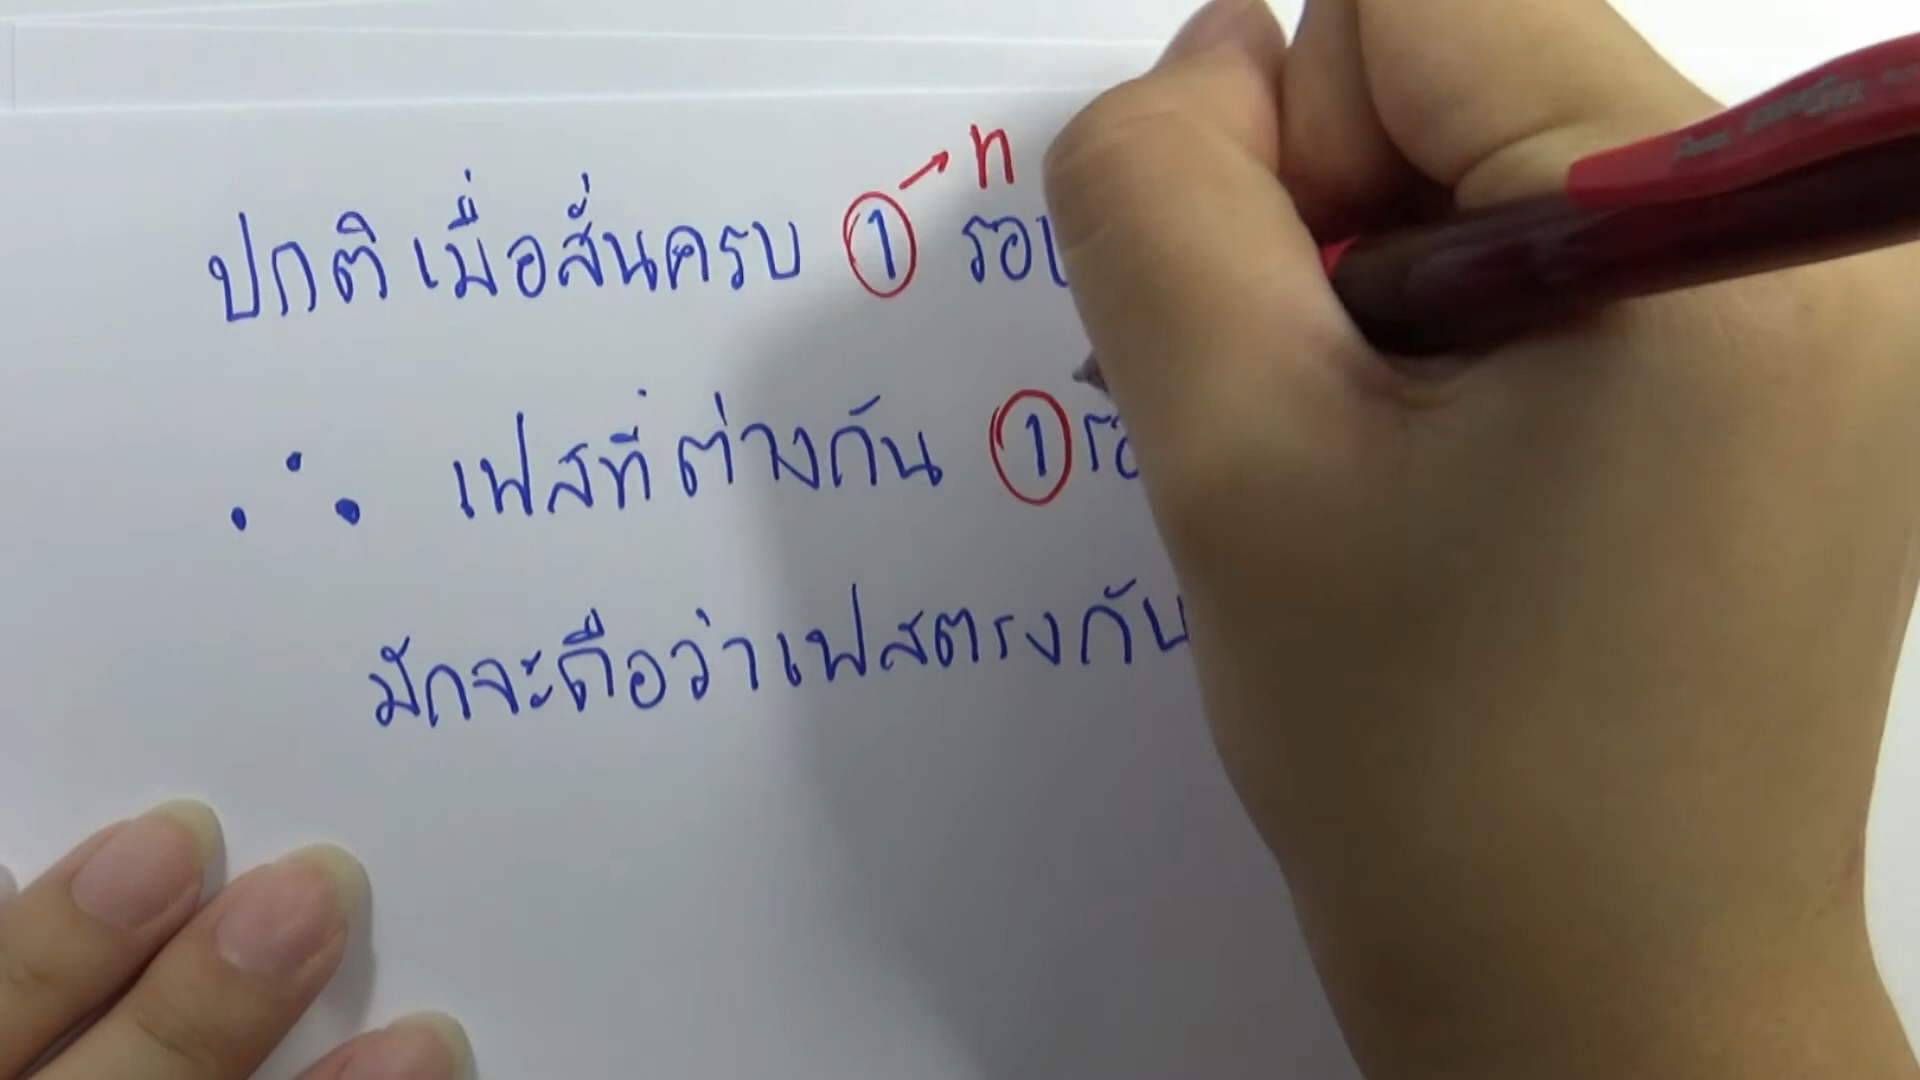 n
ปกติเมื่อสั่นครบ 1
∴ เฟสที่ต่างกัน 1
มักจะถือว่าเฟสตรงกัน